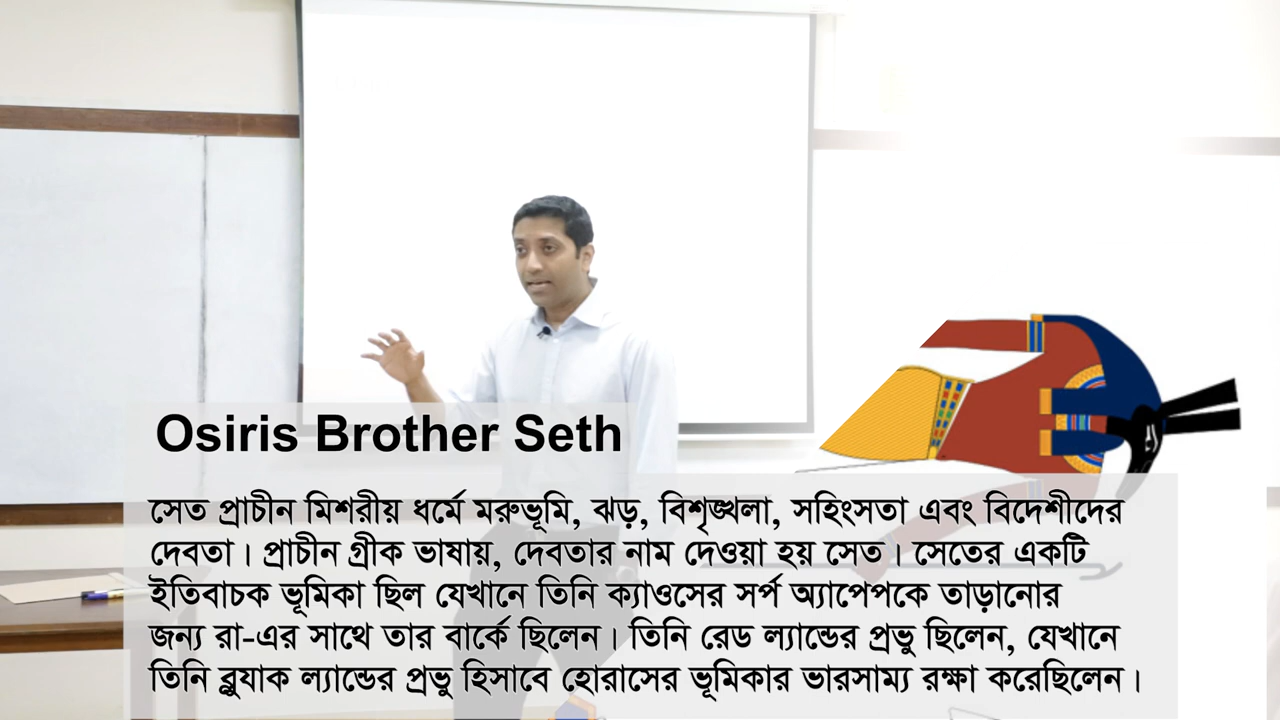 Osiris Brother Seth
সেত প্রাচীন মিশরীয় ধর্মে মরুভূমি, ঝড়, বিশৃঙ্খলা, সহিংসতা এবং বিদেশীদের
দেবতা। প্রাচীন গ্রীক ভাষায়, দেবতার নাম দেওয়া হয় সেত। সেতের একটি
ইতিবাচক ভূমিকা ছিল যেখানে তিনি ক্যাওসের সর্প অ্যাপেপকে তাড়ানোর
জন্য রা-এর সাথে তার বার্কে ছিলেন। তিনি রেড ল্যান্ডের প্রভু ছিলেন, যেখানে
তিনি ব্লুযাক ল্যান্ডের প্রভু হিসাবে হোরাসের ভূমিকার ভারসাম্য রক্ষা করেছিলেন।